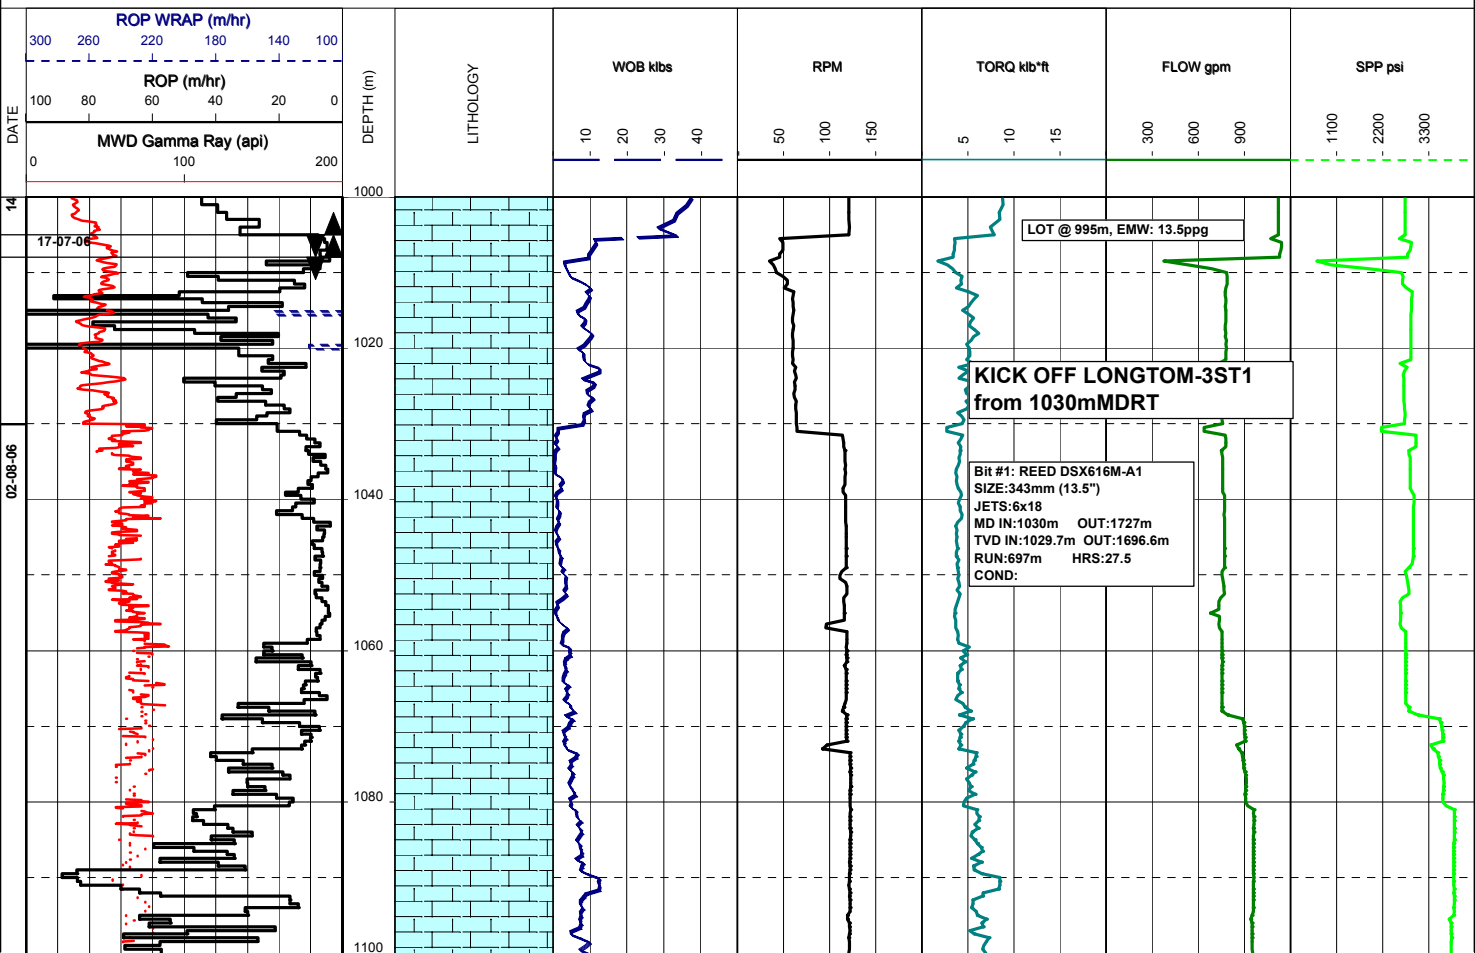 ROP WRAP (m/hr)
300 260 220 180 140 100
ROP (m/hr)
100 80 60 40 20 0
MWD Gamma Ray (api)
0 100 200
DATE
DEPTH (m)
LITHOLOGY
WOB klbs
10 20 30 40
RPM
50 100 150
TORQ klb*ft
5 10 15
FLOW gpm
300 600 900
SPP psi
1100 2200 3300
14
17-07-06
02-08-06
1000
1020
1040
1060
1080
1100
LOT @ 995m, EMW: 13.5ppg
KICK OFF LONGTOM-3ST1
from 1030mMDRT
Bit #1: REED DSX616M-A1
SIZE:343mm (13.5")
JETS:6x18
MD IN:1030m OUT:1727m
TVD IN:1029.7m OUT:1696.6m
RUN:697m HRS:27.5
COND: